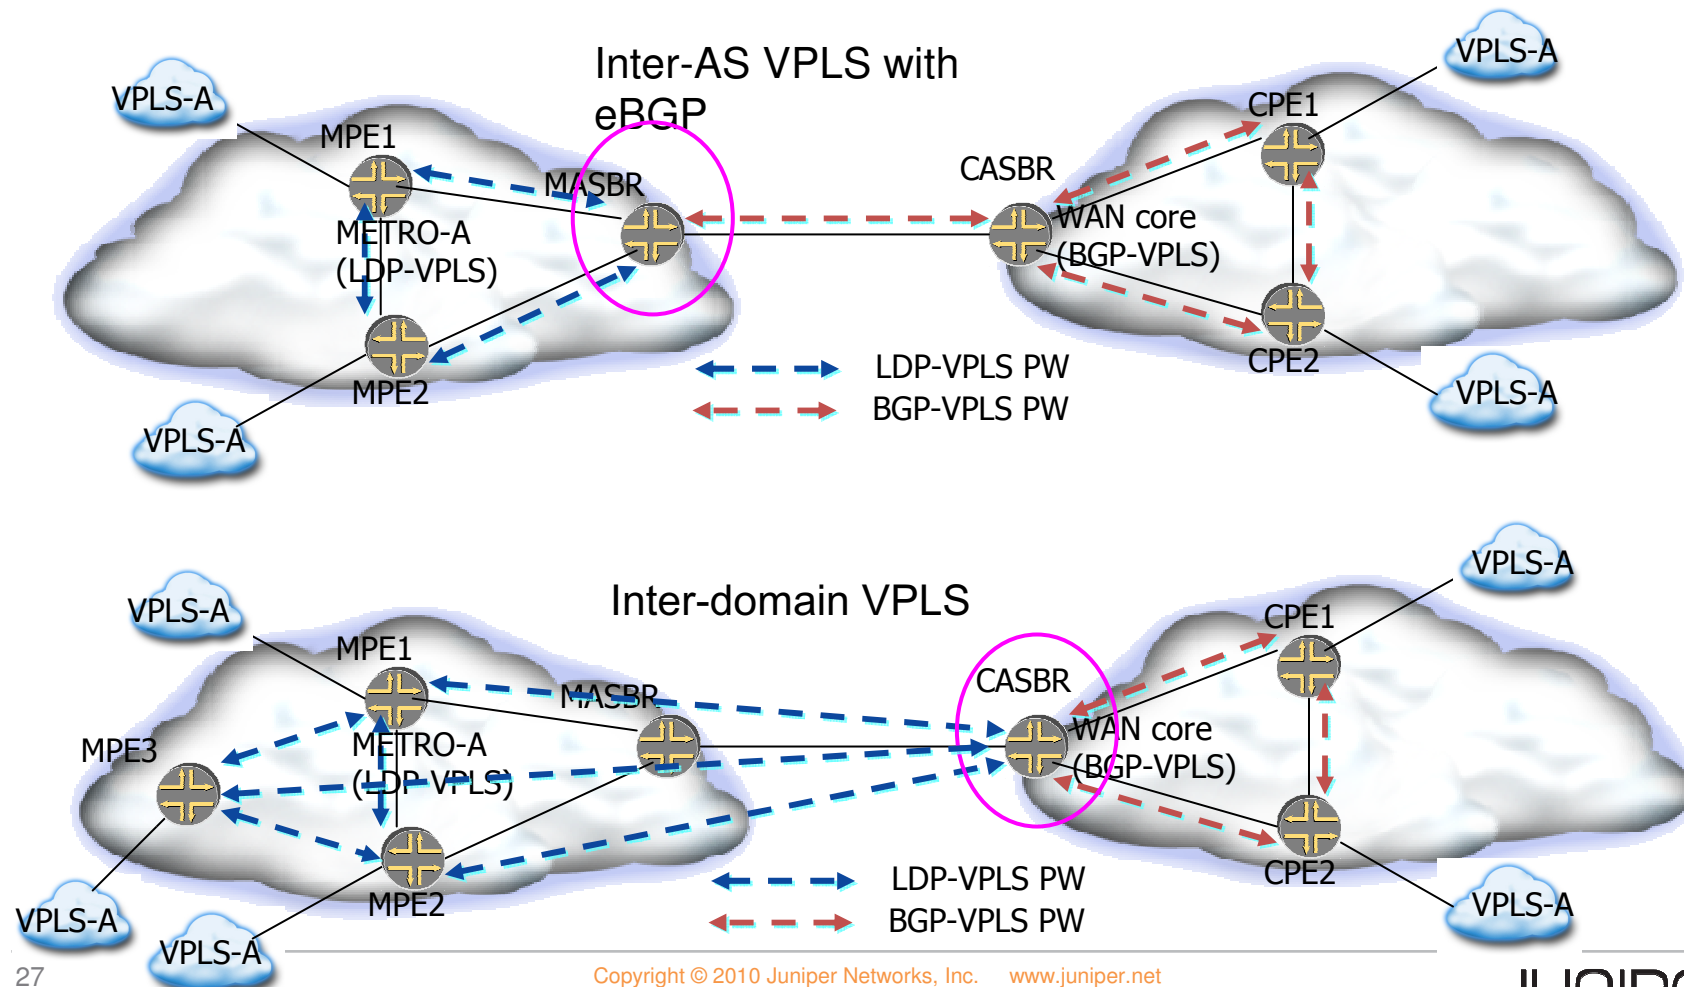 Inter-AS VPLS with
eBGP
VPLS-A
VPLS-A
MPE1
CPE1
MASBR
CASBR
METRO-A
(LDP-VPLS)
WAN core
(BGP-VPLS)
MPE2
CPE2
LDP-VPLS PW
BGP-VPLS PW
VPLS-A
VPLS-A
Inter-domain VPLS
VPLS-A
VPLS-A
MPE1
CPE1
MASBR
CASBR
MPE3
METRO-A
(LDP-VPLS)
WAN core
(BGP-VPLS)
MPE2
CPE2
LDP-VPLS PW
BGP-VPLS PW
VPLS-A
VPLS-A
VPLS-A
27
Copyright © 2010 Juniper Networks, Inc. www.juniper.net